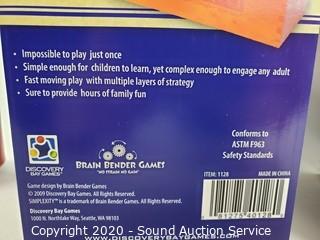 • Impossible to play just once
• Simple enough for children to learn, yet complex enough to engage any adult
• Fast moving play with multiple layers of strategy
• Sure to provide hours of family fun
Conforms to
ASTM F963
Safety Standards
DISCOVERY
BAY GAMES
BRAIN BENDER GAMES
"NO STRAIN NO GAIN"
ITEM: 1128
MADE IN CHINA
Game design by Brain Bender Games.
© 2009 Discovery Bay Games. All Rights Reserved.
SIMPLEXITY™ is a trademark of Brain Bender Games. All Rights Reserved.
Discovery Bay Games
1000 N. Northlake Way, Seattle, WA 98103
WWW.DISCOVERYBAYGAMES.COM
Copyright 2020 - Sound Auction Service